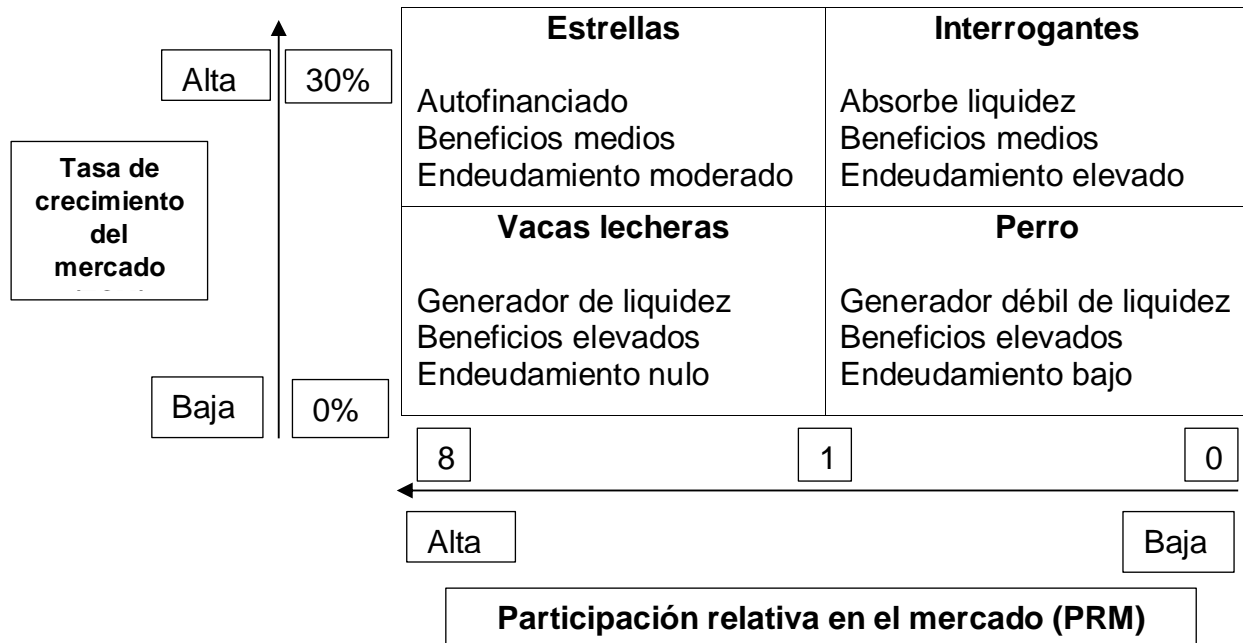 Estrellas
Autofinanciado
Beneficios medios
Endeudamiento moderado
Interrogantes
Absorbe liquidez
Beneficios medios
Endeudamiento elevado
Alta
30%
Tasa de
crecimiento
del
mercado
Vacas lecheras
Generador de liquidez
Beneficios elevados
Endeudamiento nulo
Perro
Generador débil de liquidez
Beneficios elevados
Endeudamiento bajo
Baja
0%
8
1
0
Alta
Baja
Participación relativa en el mercado (PRM)